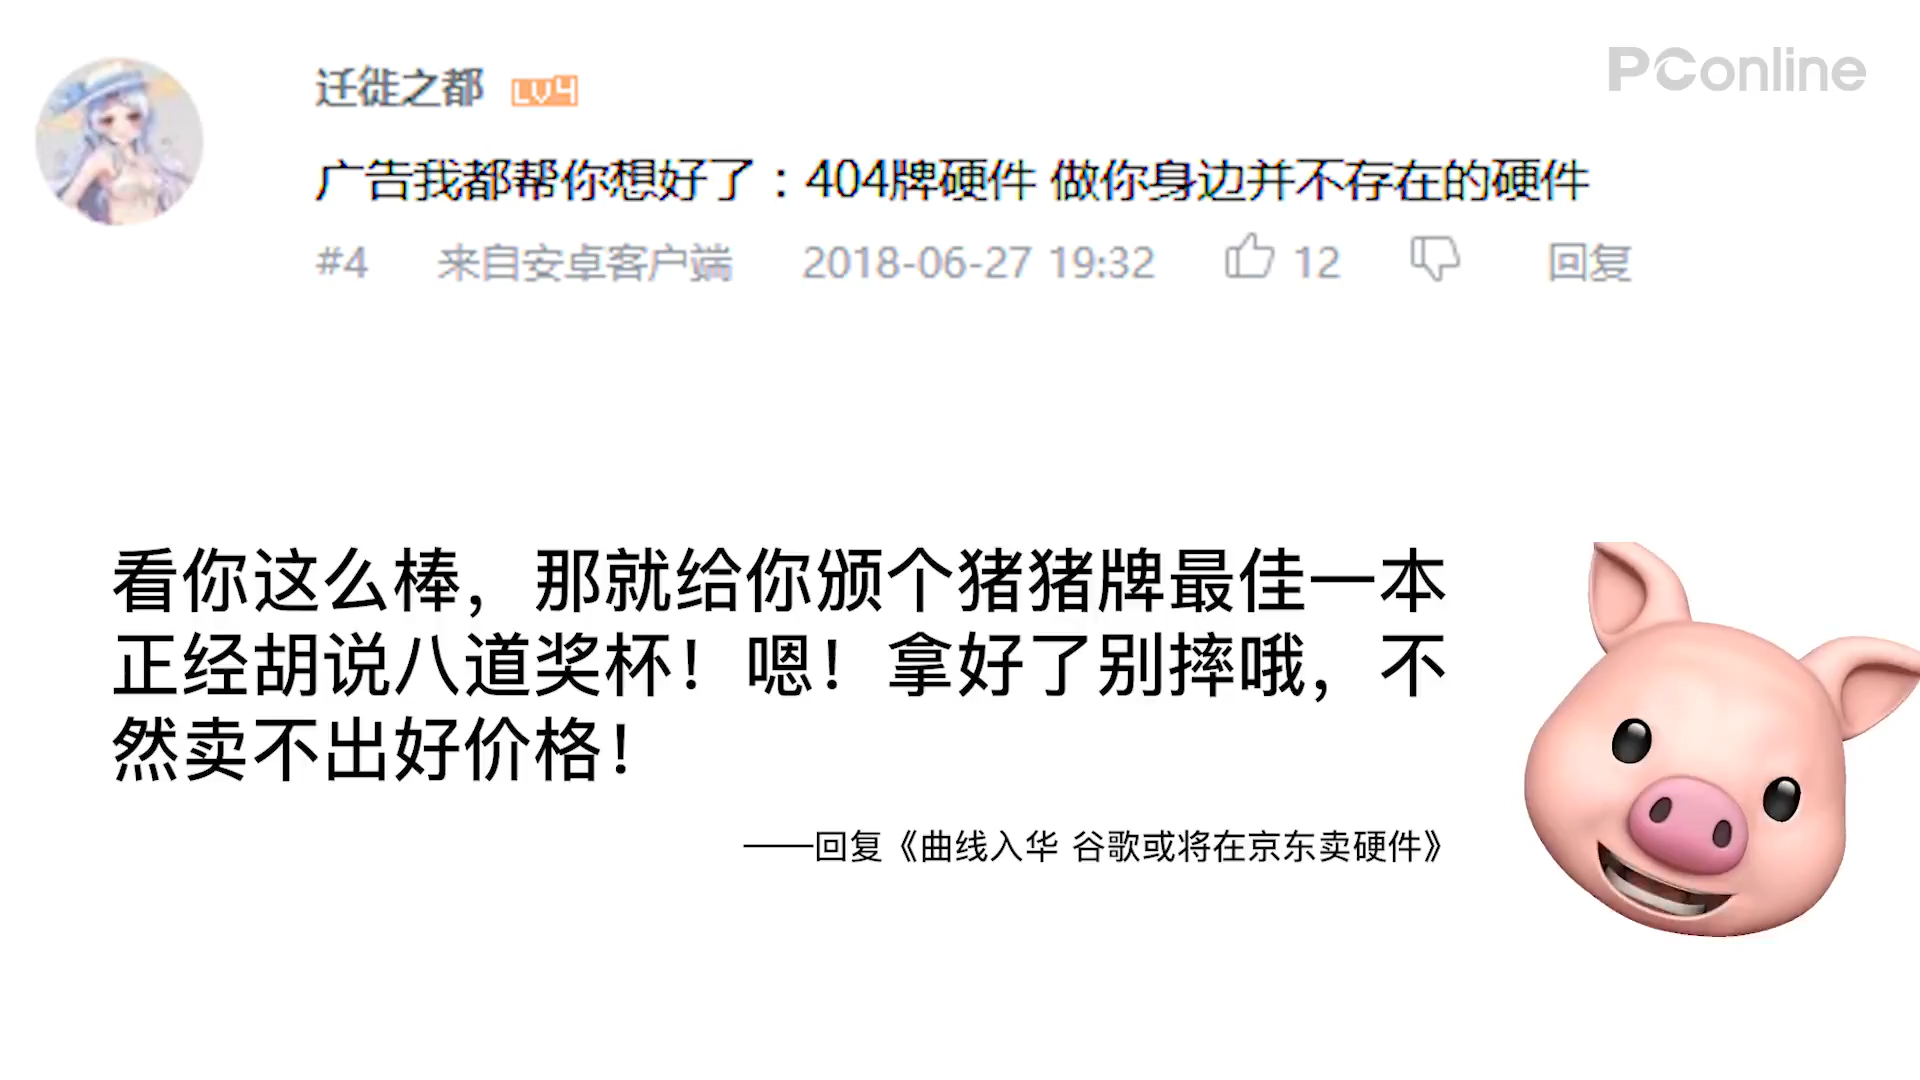 PConline
迁徙之都 LV4
广告我都帮你想好了：404牌硬件 做你身边并不存在的硬件
#4 来自安卓客户端 2018-06-27 19:32 12 回复
看你这么棒，那就给你颁个猪猪牌最佳一本
正经胡说八道奖杯！嗯！拿好了别摔哦，不
然卖不出好价格！
——回复《曲线入华 谷歌或将在京东卖硬件》